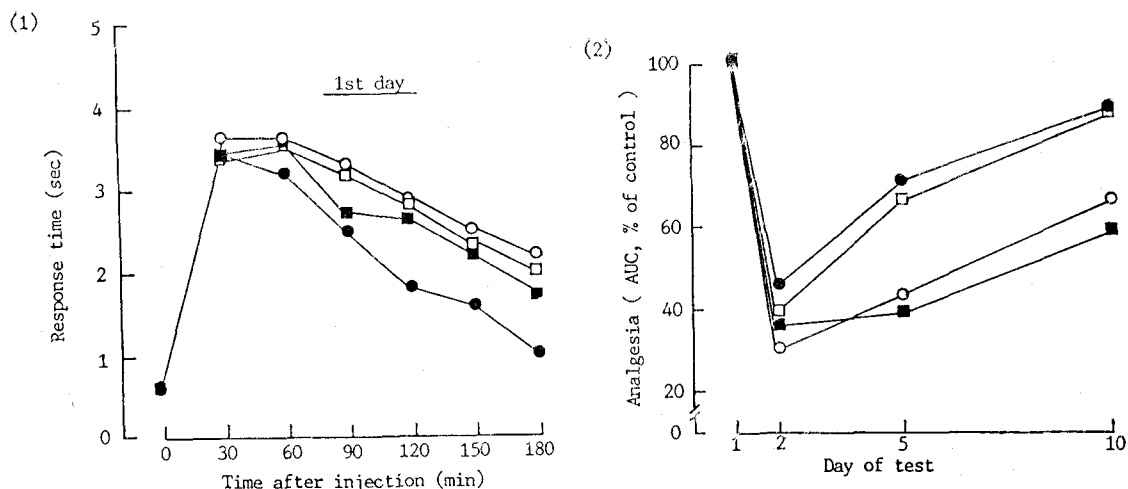 (1)
5
4
3
2
1
0
Response time (sec)
1st day
0 30 60 90 120 150 180
Time after injection (min)
(2)
100
80
60
40
20
0
Analgesia ( AUC, % of control )
1 2 5 10
Day of test